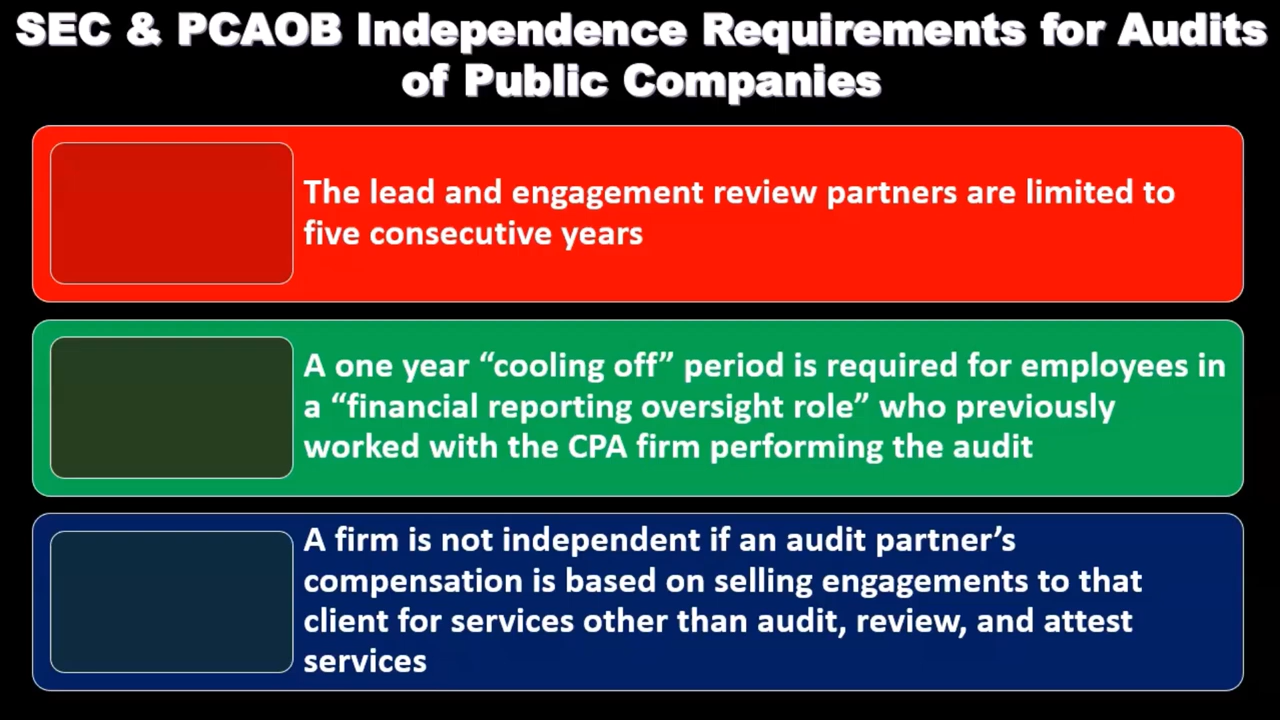 SEC & PCAOB Independence Requirements for Audits
of Public Companies
The lead and engagement review partners are limited to
five consecutive years
A one year “cooling off” period is required for employees in
a “financial reporting oversight role” who previously
worked with the CPA firm performing the audit
A firm is not independent if an audit partner’s
compensation is based on selling engagements to that
client for services other than audit, review, and attest
services